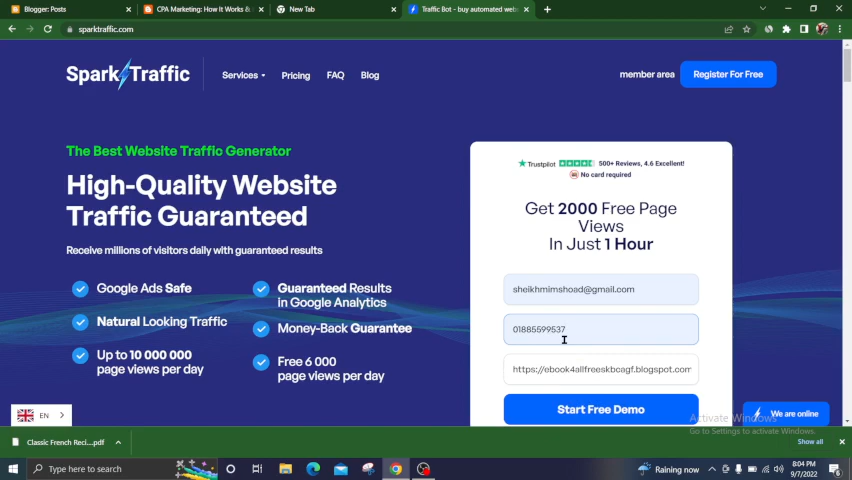 Blogger: Posts
CPA Marketing: How It Works &
New Tab
Traffic Bot - buy automated web
sparktraffic.com
Spark Traffic
Services
Pricing
FAQ
Blog
member area
Register For Free
The Best Website Traffic Generator
High-Quality Website
Traffic Guaranteed
Receive millions of visitors daily with guaranteed results
Google Ads Safe
Natural Looking Traffic
Up to 10 000 000
page views per day
Guaranteed Results
in Google Analytics
Money-Back Guarantee
Free 6 000
page views per day
Trustpilot
500+ Reviews, 4.6 Excellent!
No card required
Get 2000 Free Page
Views
In Just 1 Hour
sheikhmimshoad@gmail.com
01885599537
https://ebook4allfreeskbcagf.blogspot.com
Start Free Demo
Activate Windows
Go to Settings to activate Windows.
We are online
EN
Classic French Reci....pdf
Show all
Type here to search
Raining now
8:04 PM
9/7/2022
6